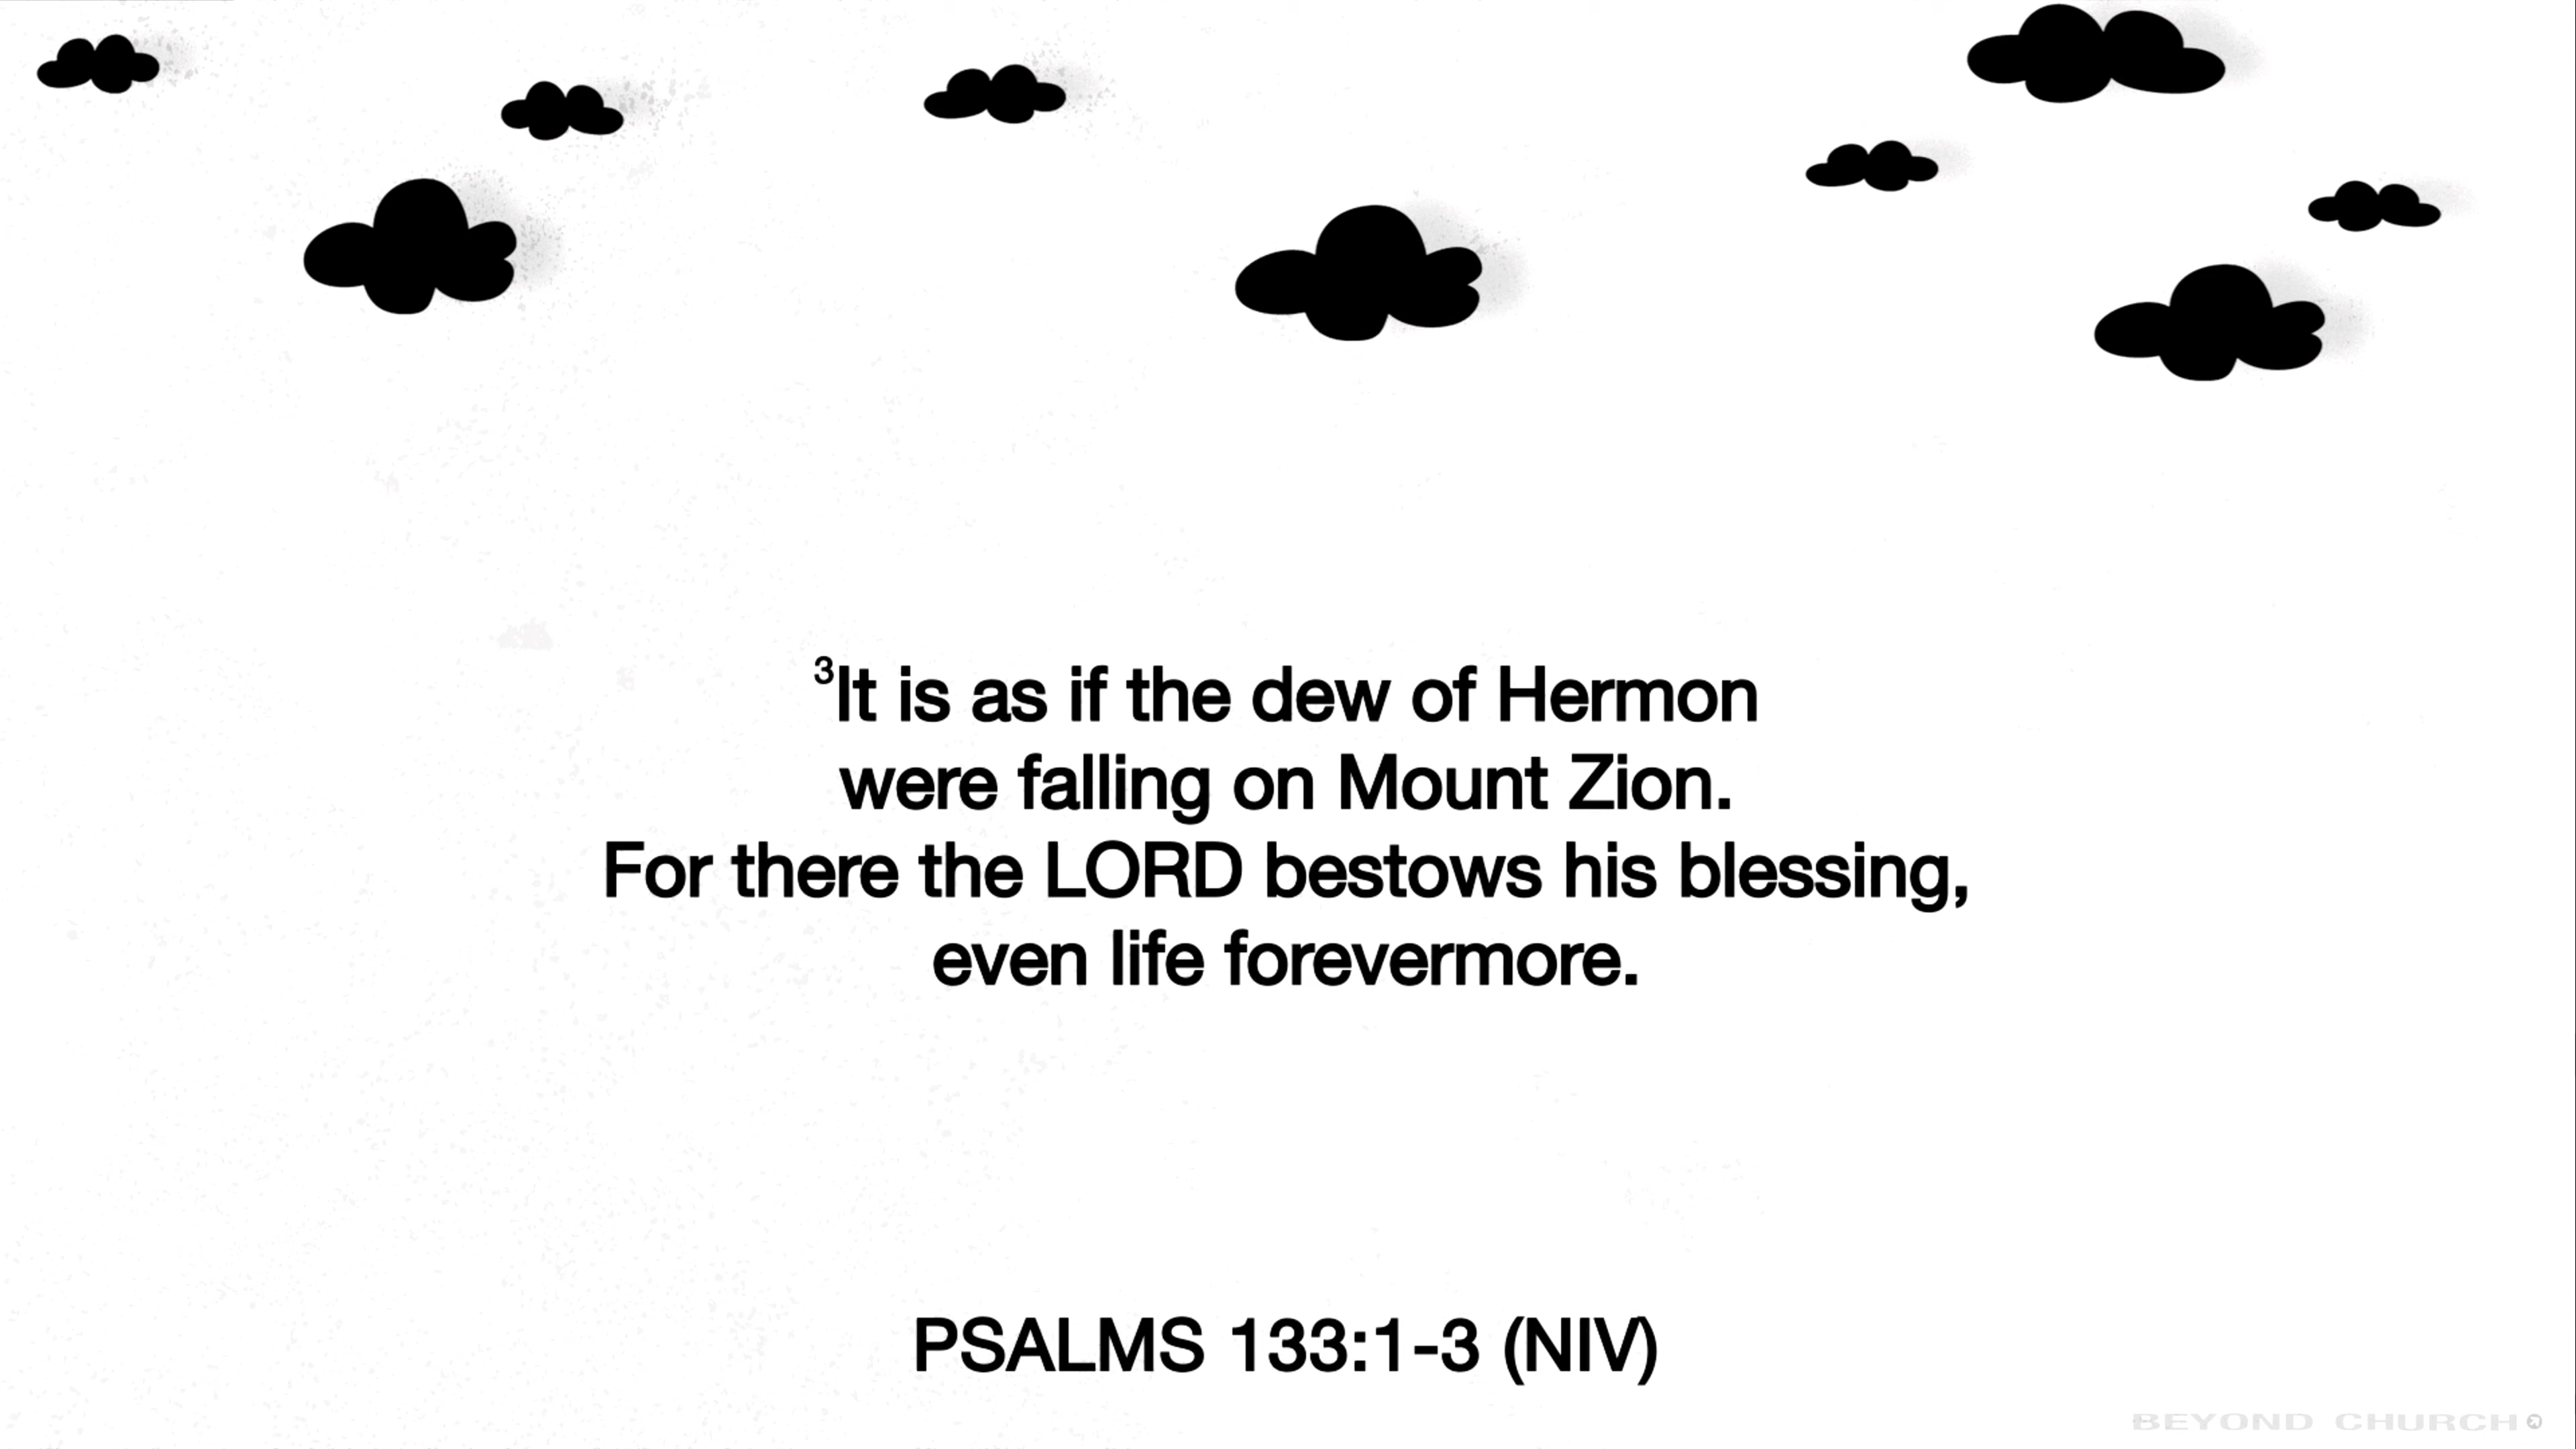 ³It is as if the dew of Hermon
were falling on Mount Zion.
For there the LORD bestows his blessing,
even life forevermore.
PSALMS 133:1-3 (NIV)
BEYOND CHURCH